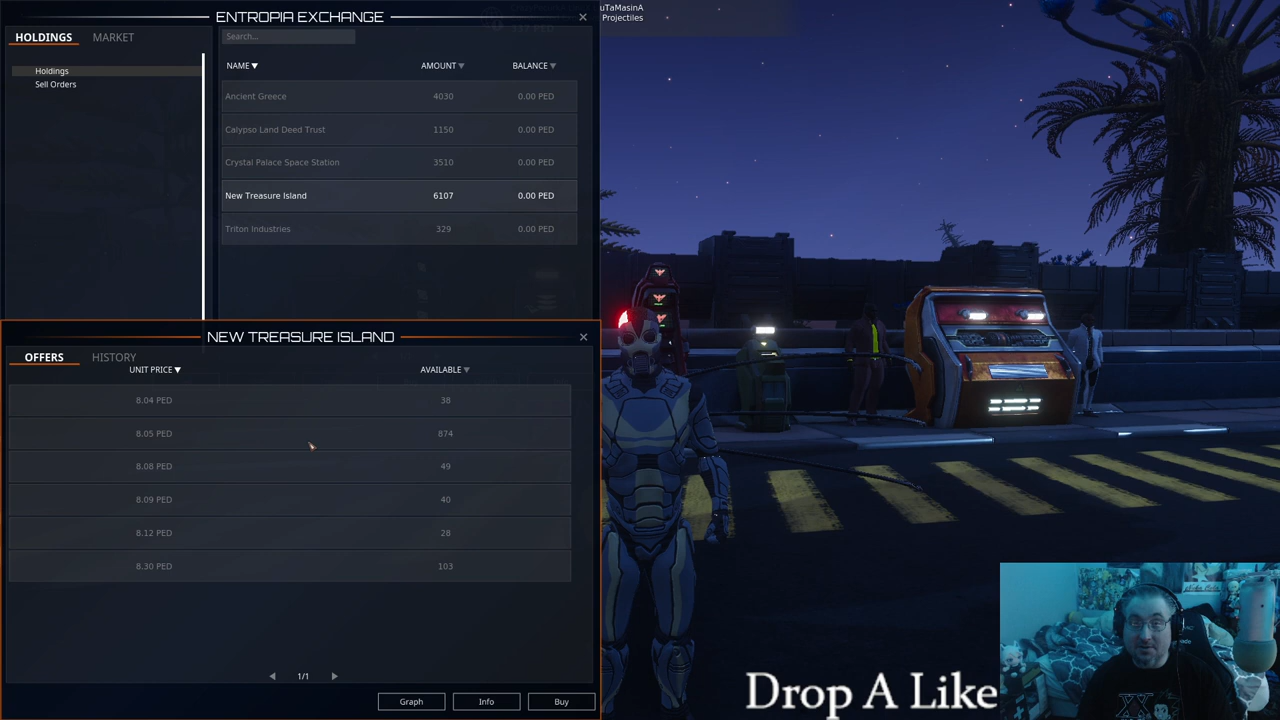 ENTROPIA EXCHANGE
HOLDINGS MARKET
Search...
Holdings
Sell Orders
NAME AMOUNT BALANCE
Ancient Greece 4030 0.00 PED
Calypso Land Deed Trust 1150 0.00 PED
Crystal Palace Space Station 3510 0.00 PED
New Treasure Island 6107 0.00 PED
Triton Industries 329 0.00 PED
NEW TREASURE ISLAND
OFFERS HISTORY
UNIT PRICE AVAILABLE
8.04 PED 38
8.05 PED 874
8.08 PED 49
8.09 PED 40
8.12 PED 28
8.30 PED 103
1/1
Graph Info Buy
uTaMasinA
Projectiles
Drop A Like